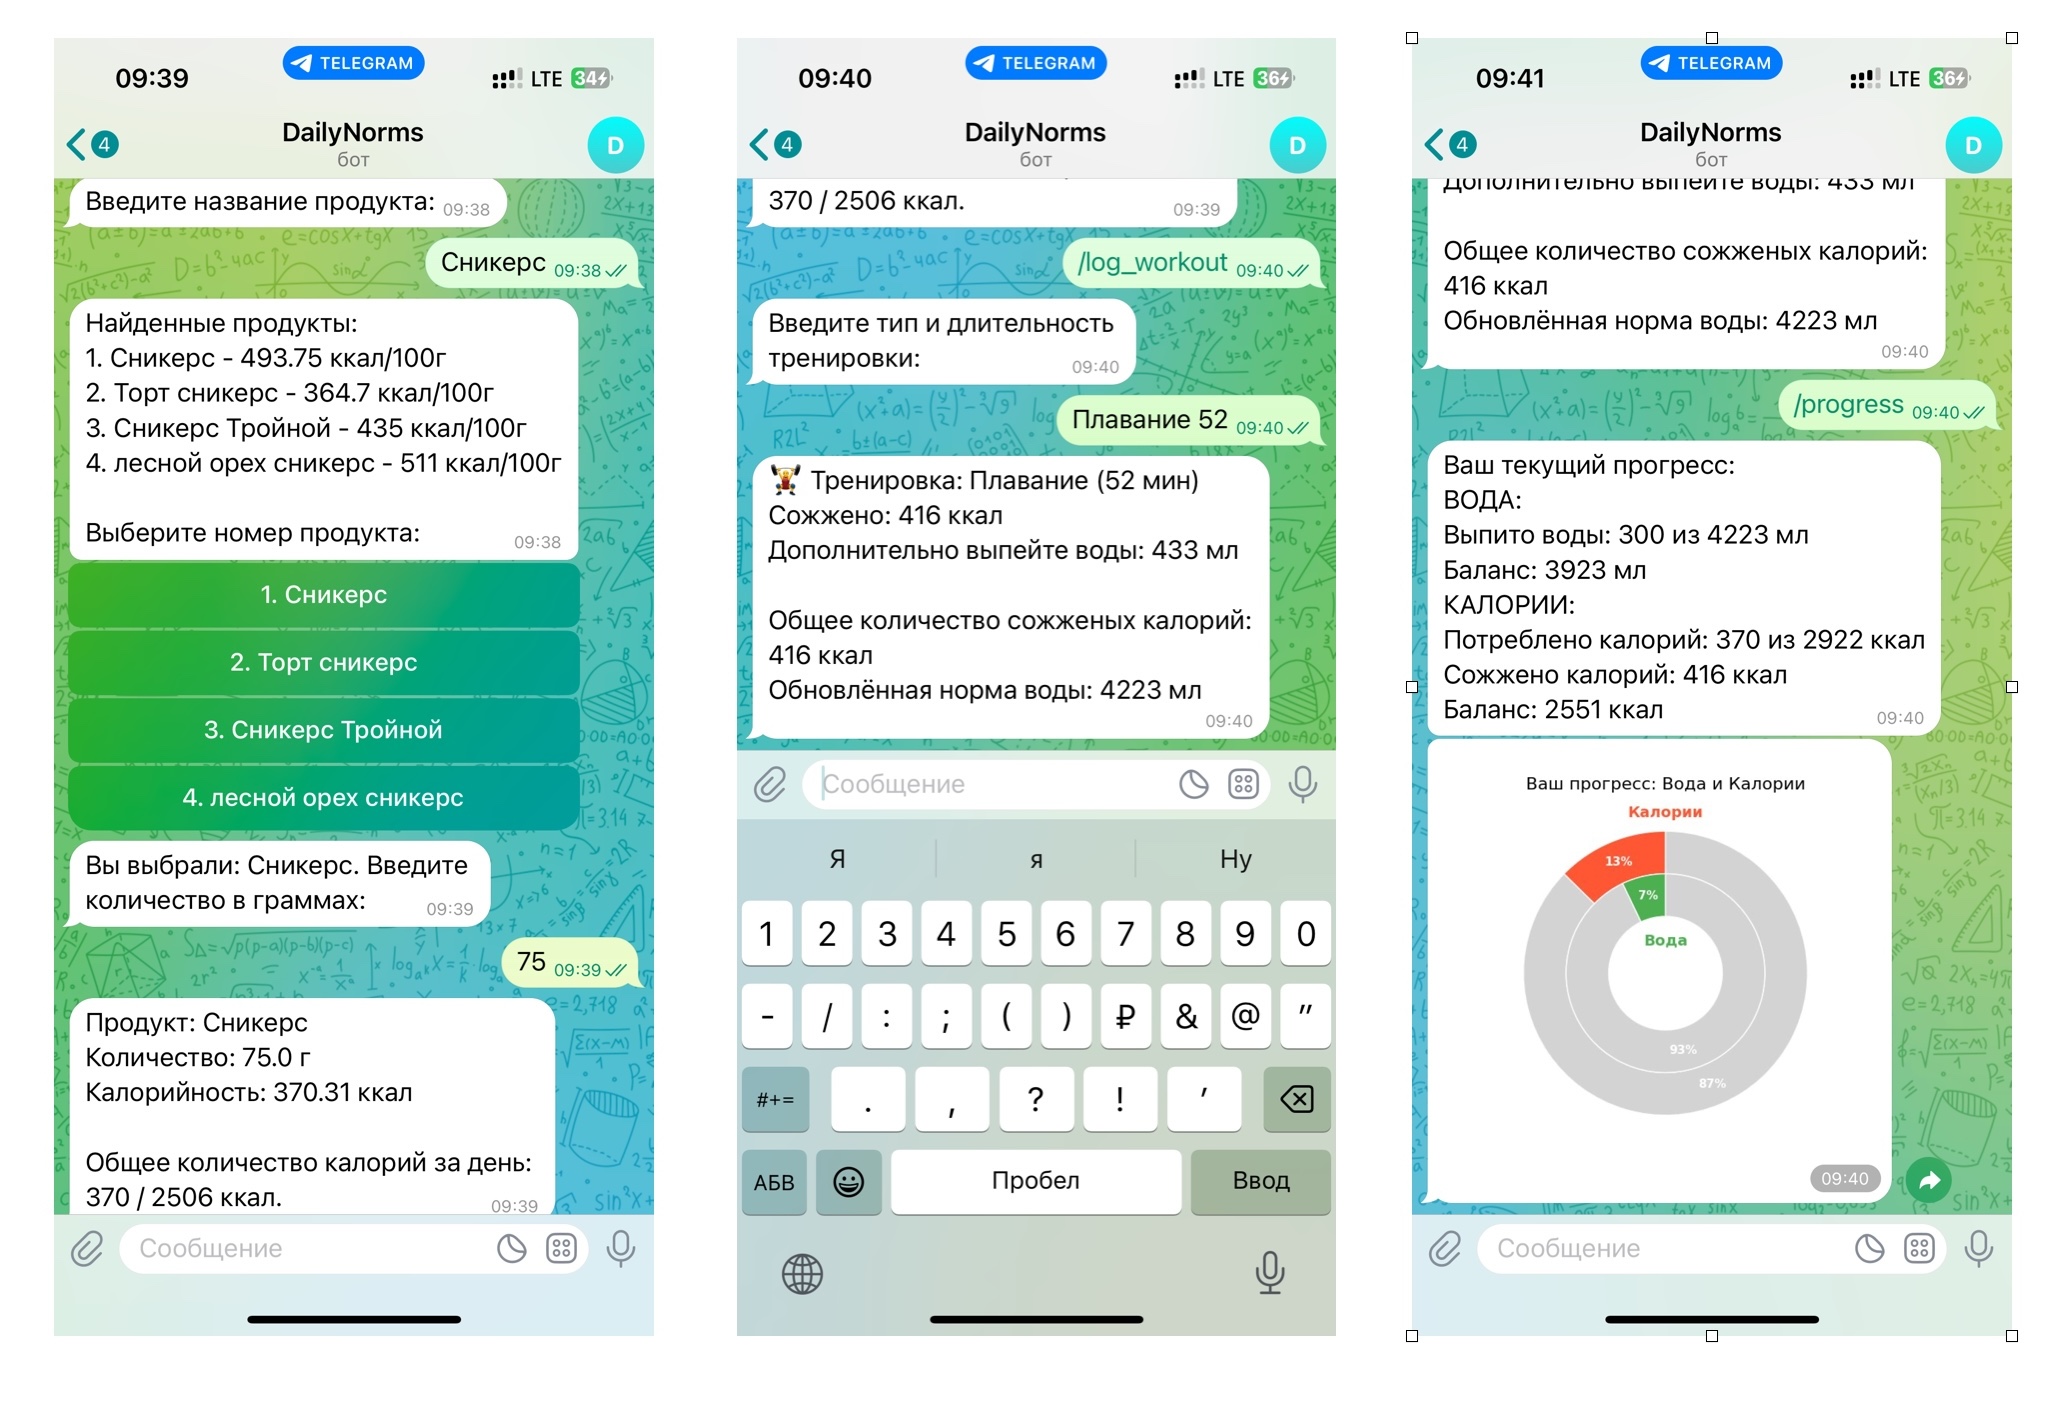 09:39
TELEGRAM
LTE 34
4
DailyNorms
бот
D
Введите название продукта: 09:38
Сникерс 09:38
Найденные продукты:
1. Сникерс - 493.75 ккал/100г
2. Торт сникерс - 364.7 ккал/100г
3. Сникерс Тройной - 435 ккал/100г
4. лесной орех сникерс - 511 ккал/100г
Выберите номер продукта: 09:38
1. Сникерс
2. Торт сникерс
3. Сникерс Тройной
4. лесной орех сникерс
Вы выбрали: Сникерс. Введите
количество в граммах: 09:39
75 09:39
Продукт: Сникерс
Количество: 75.0 г
Калорийность: 370.31 ккал
Общее количество калорий за день:
370 / 2506 ккал. 09:39
Сообщение
09:40
TELEGRAM
LTE 36
4
DailyNorms
бот
D
370 / 2506 ккал. 09:39
/log_workout 09:40
Введите тип и длительность
тренировки: 09:40
Плавание 52 09:40
🏋️ Тренировка: Плавание (52 мин)
Сожжено: 416 ккал
Дополнительно выпейте воды: 433 мл
Общее количество сожженых калорий:
416 ккал
Обновлённая норма воды: 4223 мл
09:40
Сообщение
Я я Ну
1 2 3 4 5 6 7 8 9 0
- / : ; ( ) ₽ & @ "
#+= . , ? ! ’
АБВ Пробел Ввод
09:41
TELEGRAM
LTE 36
4
DailyNorms
бот
D
Дополнительно выпейте воды: 433 мл
Общее количество сожженых калорий:
416 ккал
Обновлённая норма воды: 4223 мл
09:40
/progress 09:40
Ваш текущий прогресс:
ВОДА:
Выпито воды: 300 из 4223 мл
Баланс: 3923 мл
КАЛОРИИ:
Потреблено калорий: 370 из 2922 ккал
Сожжено калорий: 416 ккал
Баланс: 2551 ккал 09:40
Ваш прогресс: Вода и Калории
Калории
13%
7%
Вода
93%
87%
09:40
Сообщение